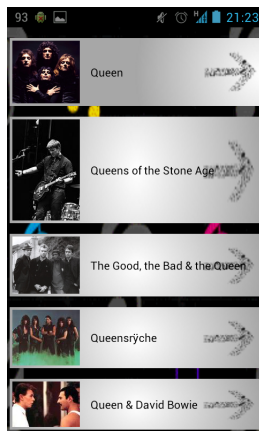 93 H 21:23
Queen
Queens of the Stone Age
The Good, the Bad & the Queen
Queensrÿche
Queen & David Bowie